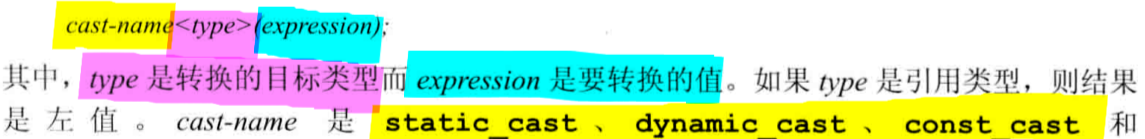 cast-name<type>(expression);
其中，type 是转换的目标类型而 expression 是要转换的值。如果 type 是引用类型，则结果
是左值。cast-name 是 static_cast、dynamic_cast、const_cast 和